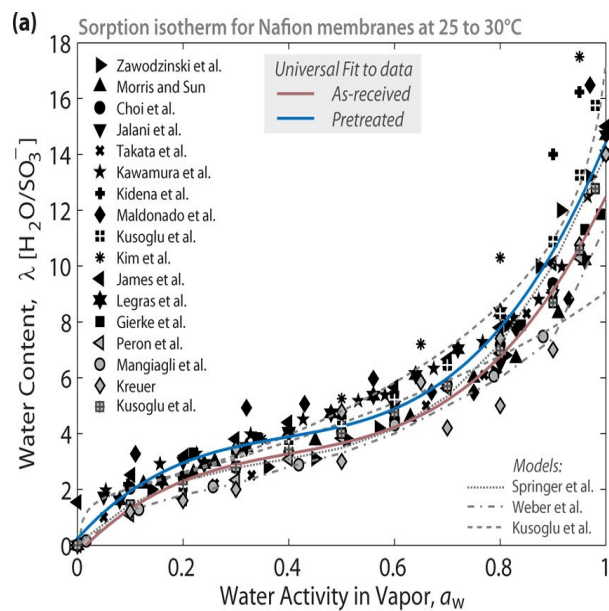 (a) Sorption isotherm for Nafion membranes at 25 to 30°C
Universal Fit to data
As-received
Pretreated
Zawodzinski et al.
Morris and Sun
Choi et al.
Jalani et al.
Takata et al.
Kawamura et al.
Kidena et al.
Maldonado et al.
Kusoglu et al.
Kim et al.
James et al.
Legras et al.
Gierke et al.
Peron et al.
Mangiagli et al.
Kreuer
Kusoglu et al.
Models:
Springer et al.
Weber et al.
Kusoglu et al.
Water Content, λ [H₂O/SO₃⁻]
18
16
14
12
10
8
6
4
2
0
0 0.2 0.4 0.6 0.8 1
Water Activity in Vapor, a_w